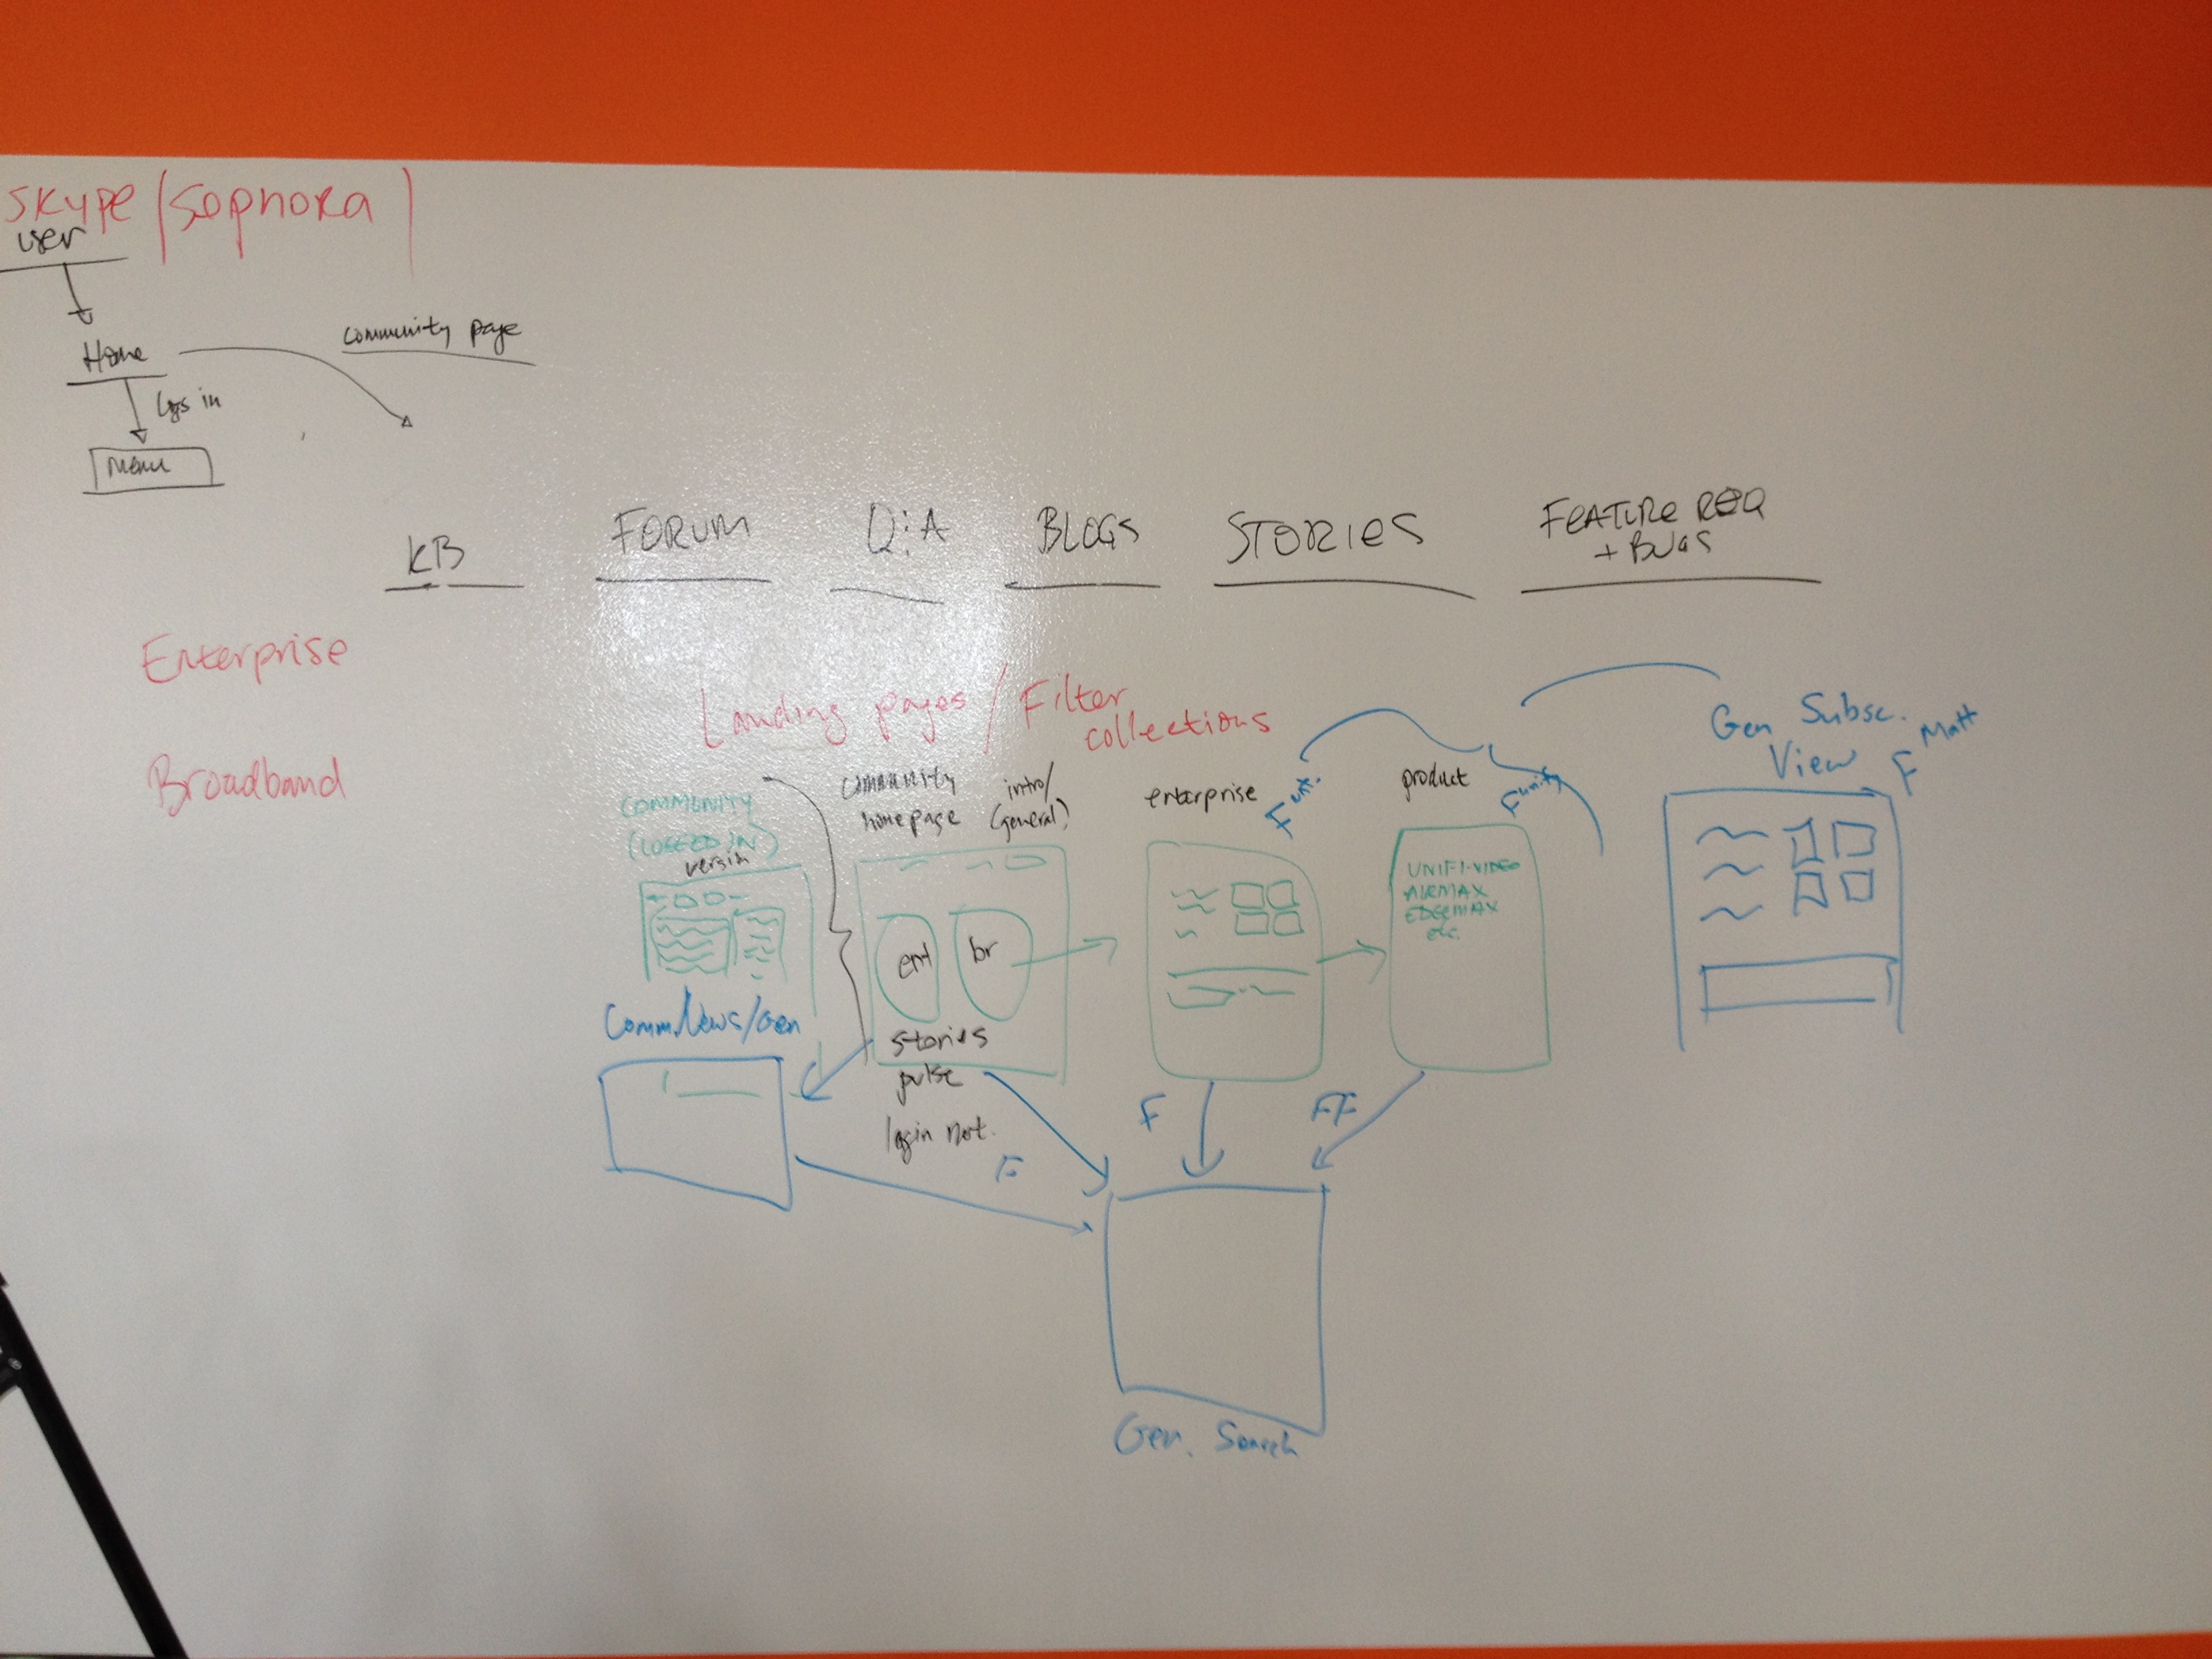 SKYPE (Sophora)
user
Home
community page
Logs in
Menu
KB
FORUM
Q:A
BLOGS
STORIES
FEATURE REQ
+ BUGS
Enterprise
Broadband
Landing pages / Filter
collections
COMMUNITY
(LOGGED IN)
version
community
homepage
intro/
(general)
enterprise
F
product
F
Gen Subsc.
View F Matt
ent
br
UNIFI-VIDEO
AIRMAX
EDGEMAX
etc.
Comm.News/Gen
stories
pulse
login not.
F
F
FF
Gen. Search